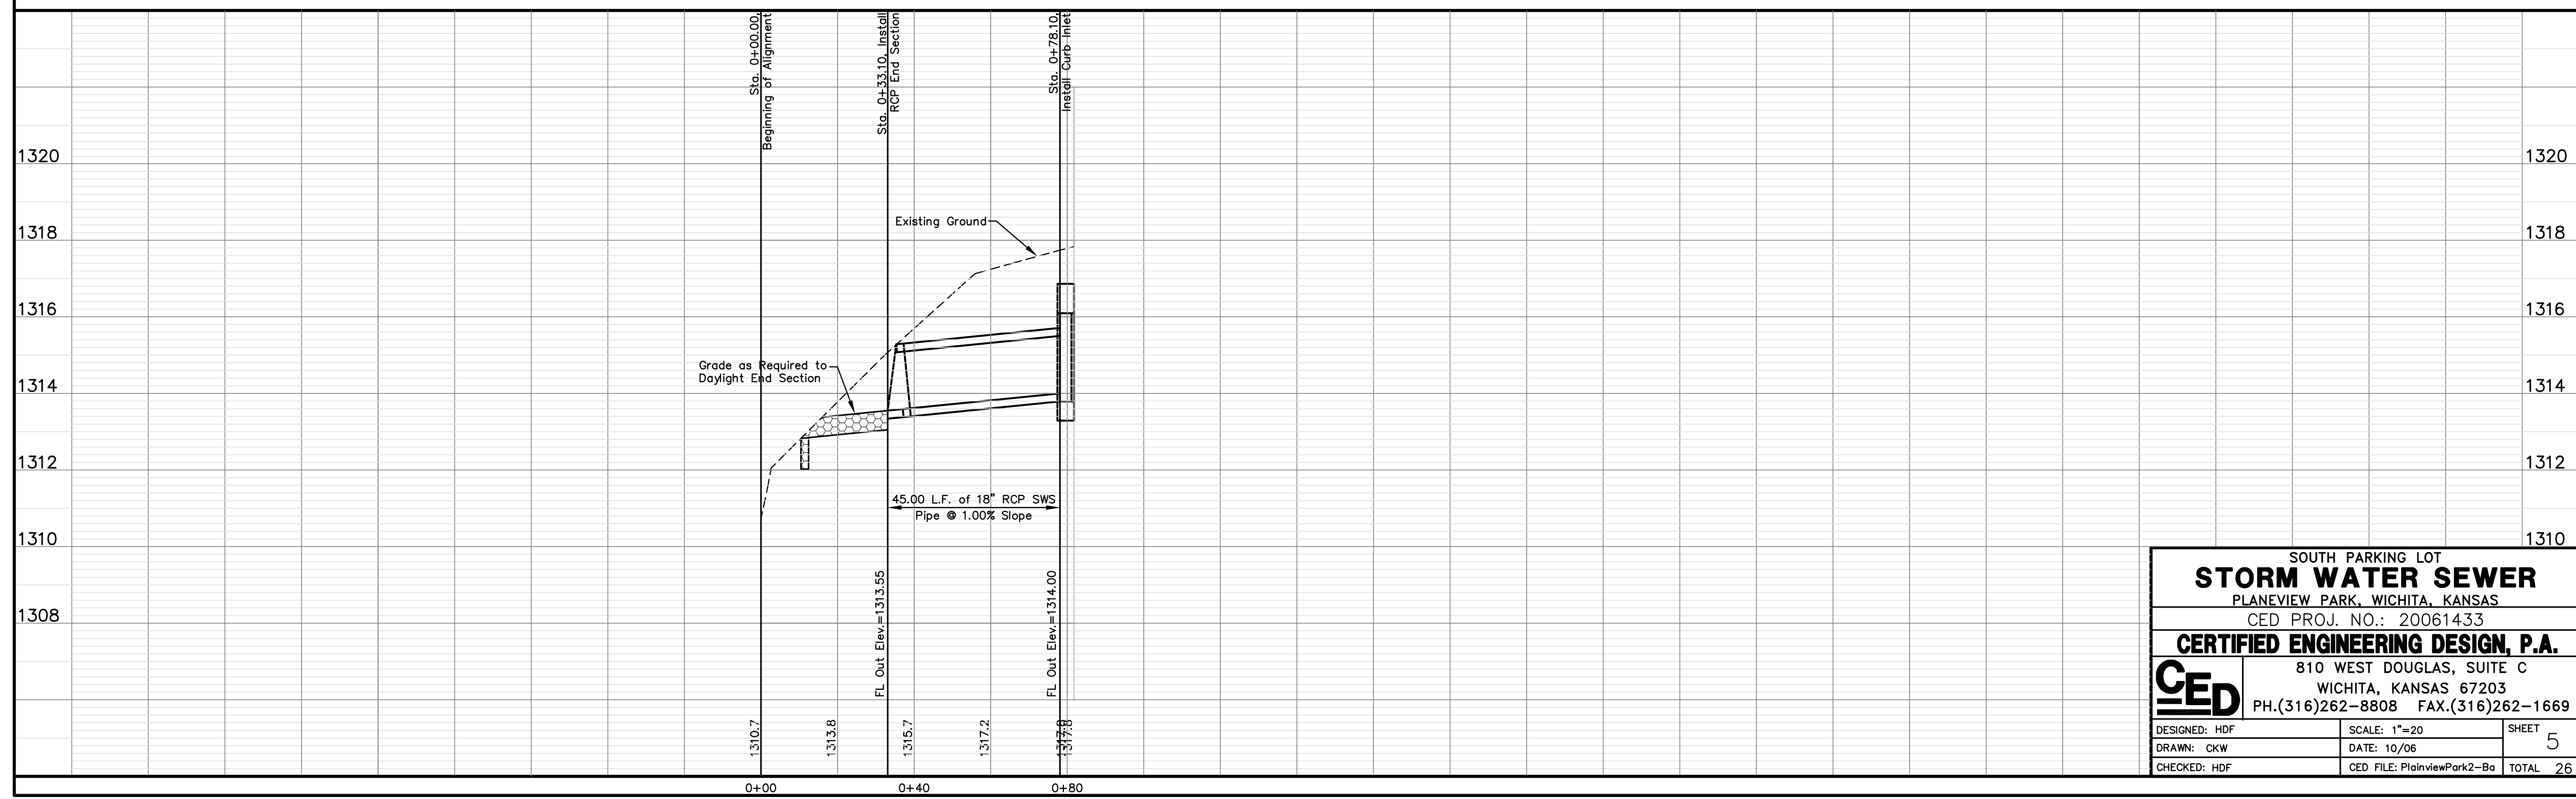 Sta. 0+00.00,
Beginning of Alignment
Sta. 0+33.10, Install
RCP End Section
Sta. 0+78.10,
Install Curb Inlet
1320
1320
1318
1318
Existing Ground
1316
1316
Grade as Required to
Daylight End Section
1314
1314
1312
1312
45.00 L.F. of 18" RCP SWS
Pipe @ 1.00% Slope
1310
1310
1308
FL Out Elev.=1313.55
FL Out Elev.=1314.00
1310.7
1313.8
1315.7
1317.2
1317.8
0+00
0+40
0+80
SOUTH PARKING LOT
STORM WATER SEWER
PLANEVIEW PARK, WICHITA, KANSAS
CED PROJ. NO.: 20061433
CERTIFIED ENGINEERING DESIGN, P.A.
CED
810 WEST DOUGLAS, SUITE C
WICHITA, KANSAS 67203
PH.(316)262-8808 FAX.(316)262-1669
DESIGNED: HDF
SCALE: 1"=20
SHEET 5
DRAWN: CKW
DATE: 10/06
CHECKED: HDF
CED FILE: PlainviewPark2-Ba
TOTAL 26